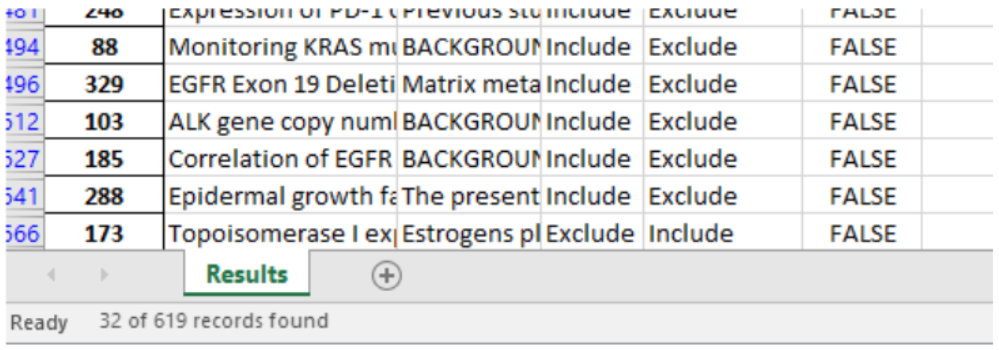 481 248 Expression of PD-1 Previous stu Include Exclude FALSE
494 88 Monitoring KRAS mu BACKGROUN Include Exclude FALSE
496 329 EGFR Exon 19 Deleti Matrix meta Include Exclude FALSE
512 103 ALK gene copy num BACKGROUN Include Exclude FALSE
527 185 Correlation of EGFR BACKGROUN Include Exclude FALSE
541 288 Epidermal growth fa The present Include Exclude FALSE
566 173 Topoisomerase I exp Estrogens pl Exclude Include FALSE
Results
Ready 32 of 619 records found